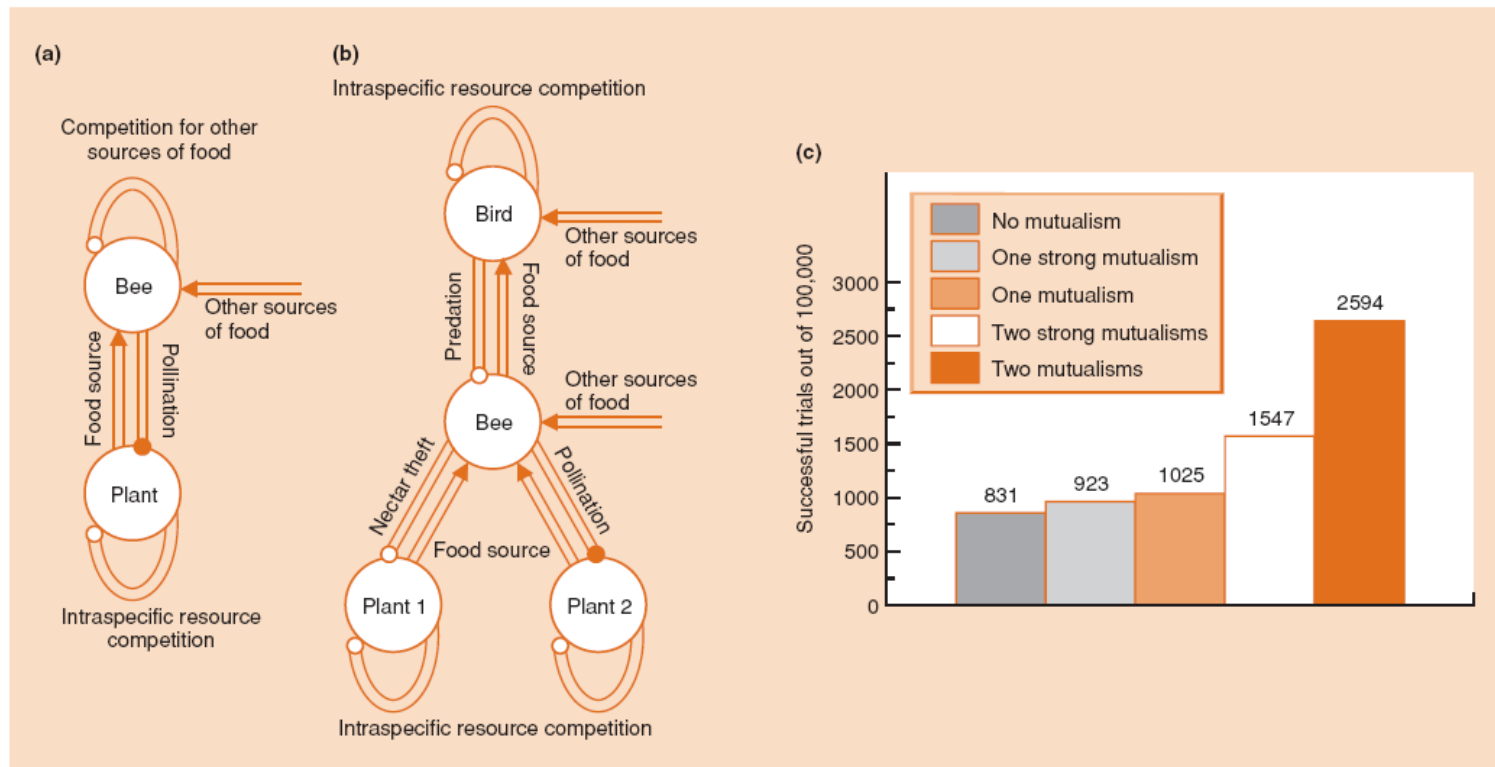 (a)
Competition for other
sources of food
Bee
Other sources
of food
Food source
Pollination
Plant
Intraspecific resource
competition
(b)
Intraspecific resource competition
Bird
Other sources
of food
Predation
Food source
Other sources
of food
Bee
Nectar theft
Pollination
Food source
Plant 1
Plant 2
Intraspecific resource competition
(c)
Successful trials out of 100,000
3000
2500
2000
1500
1000
500
0
No mutualism
One strong mutualism
One mutualism
Two strong mutualisms
Two mutualisms
831
923
1025
1547
2594